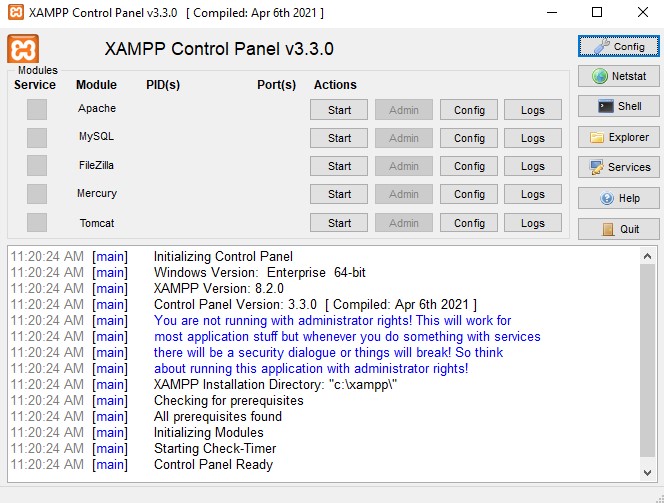 XAMPP Control Panel v3.3.0 [ Compiled: Apr 6th 2021 ]
XAMPP Control Panel v3.3.0
Config
Modules
Service Module PID(s) Port(s) Actions
Netstat
Apache Start Admin Config Logs
Shell
MySQL Start Admin Config Logs
Explorer
FileZilla Start Admin Config Logs
Services
Mercury Start Admin Config Logs
Help
Tomcat Start Admin Config Logs
Quit
11:20:24 AM [main] Initializing Control Panel
11:20:24 AM [main] Windows Version: Enterprise 64-bit
11:20:24 AM [main] XAMPP Version: 8.2.0
11:20:24 AM [main] Control Panel Version: 3.3.0 [ Compiled: Apr 6th 2021 ]
11:20:24 AM [main] You are not running with administrator rights! This will work for
11:20:24 AM [main] most application stuff but whenever you do something with services
11:20:24 AM [main] there will be a security dialogue or things will break! So think
11:20:24 AM [main] about running this application with administrator rights!
11:20:24 AM [main] XAMPP Installation Directory: "c:\xampp\"
11:20:24 AM [main] Checking for prerequisites
11:20:24 AM [main] All prerequisites found
11:20:24 AM [main] Initializing Modules
11:20:24 AM [main] Starting Check-Timer
11:20:24 AM [main] Control Panel Ready